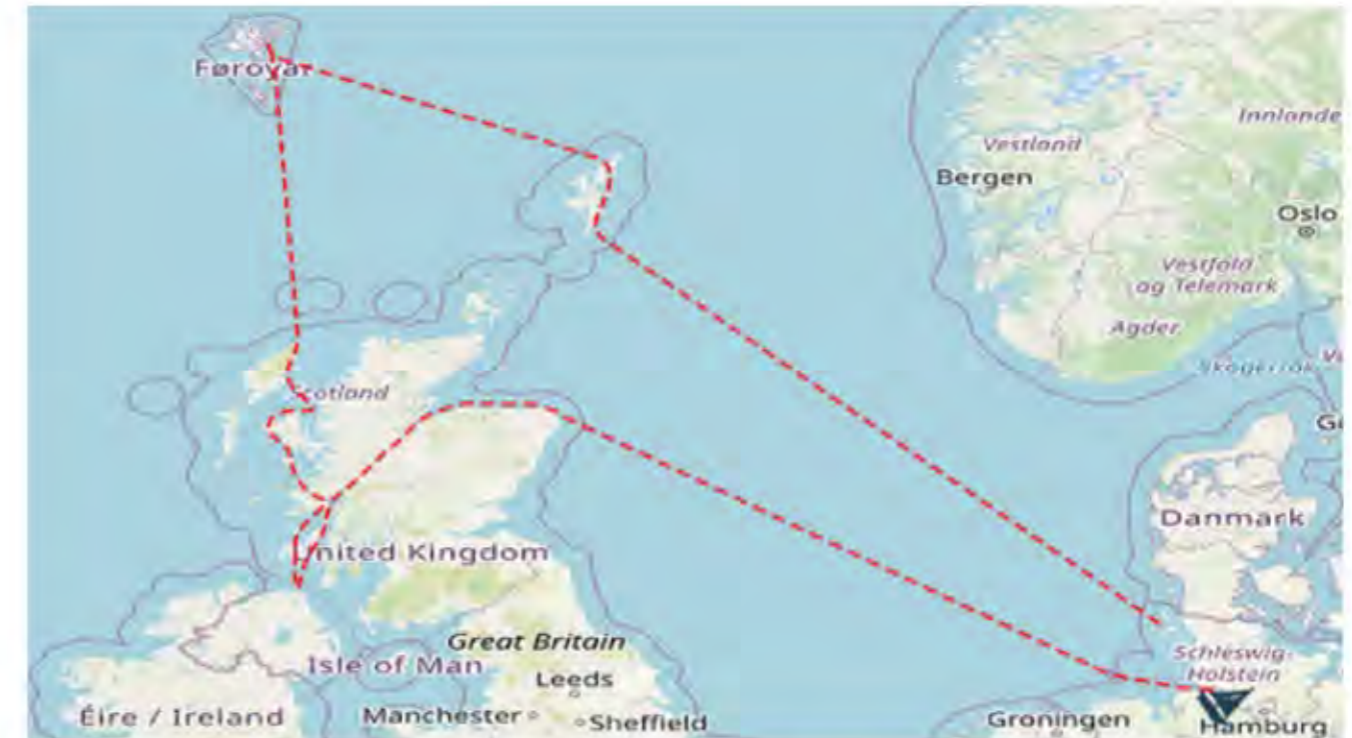 Føroyar
Innlande
Vestland
Bergen
Oslo
Vestfold
og Telemark
Agder
Skagerrak
Scotland
Danmark
United Kingdom
Great Britain
Isle of Man
Schleswig-
Holstein
Leeds
Éire / Ireland
Manchester
Sheffield
Groningen
Hamburg